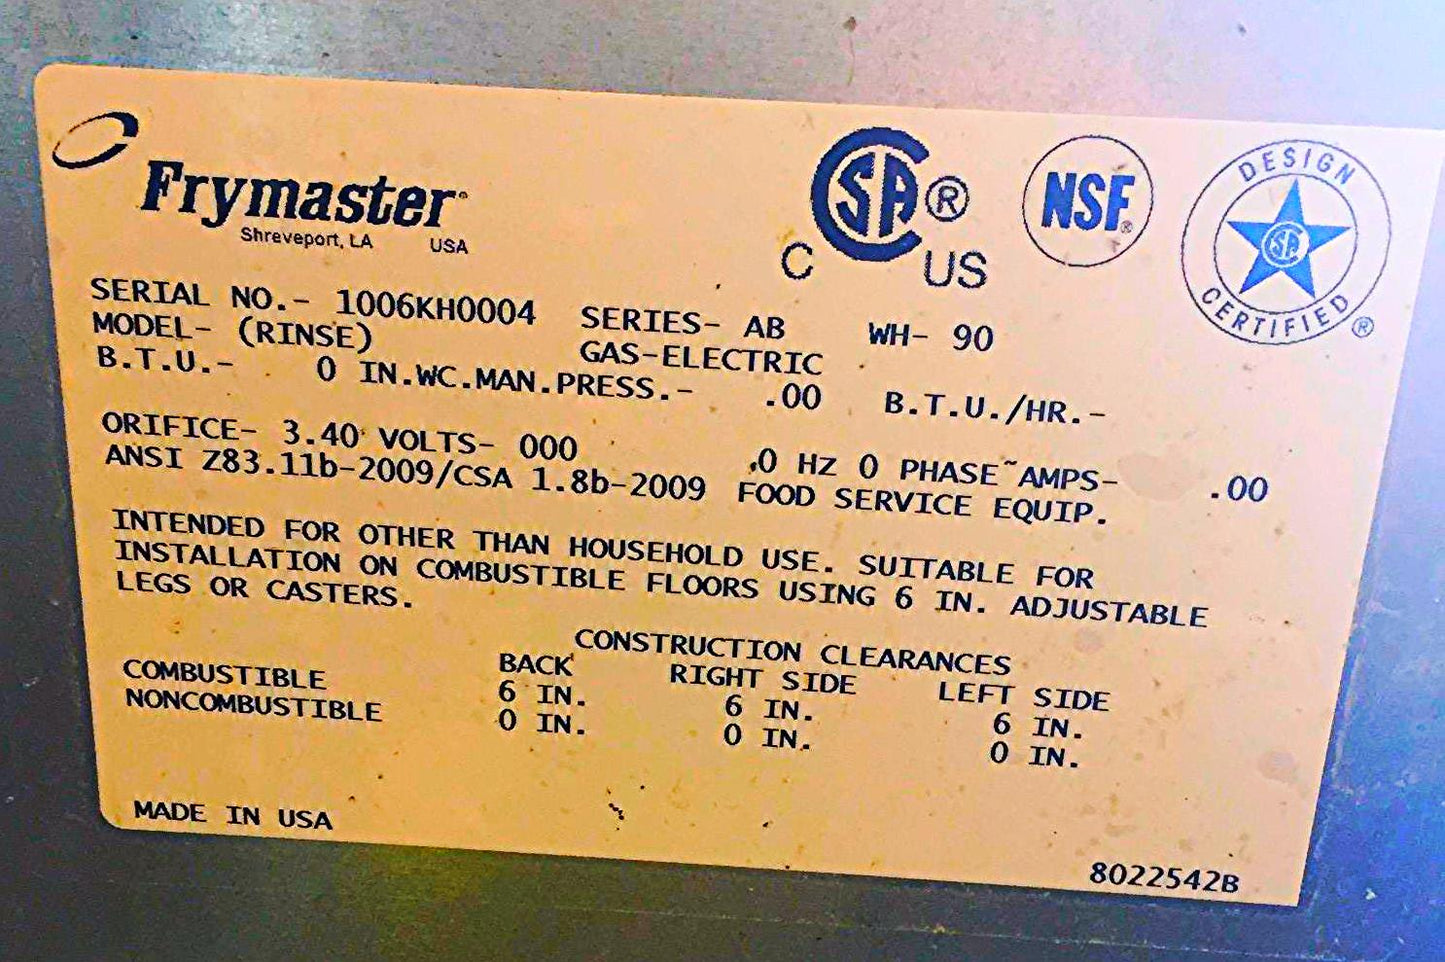 Frymaster
Shreveport, LA USA
CSA ®
C US
NSF ®
DESIGN
CSA
CERTIFIED ®
SERIAL NO.- 1006KH0004 SERIES- AB WH- 90
MODEL- (RINSE) GAS-ELECTRIC
B.T.U.- 0 IN.WC.MAN.PRESS.- .00 B.T.U./HR.-
ORIFICE- 3.40 VOLTS- 000 .0 HZ 0 PHASE~AMPS- .00
ANSI Z83.11b-2009/CSA 1.8b-2009 FOOD SERVICE EQUIP.
INTENDED FOR OTHER THAN HOUSEHOLD USE. SUITABLE FOR
INSTALLATION ON COMBUSTIBLE FLOORS USING 6 IN. ADJUSTABLE
LEGS OR CASTERS.
CONSTRUCTION CLEARANCES
BACK RIGHT SIDE LEFT SIDE
COMBUSTIBLE 6 IN. 6 IN. 6 IN.
NONCOMBUSTIBLE 0 IN. 0 IN. 0 IN.
MADE IN USA
8022542B